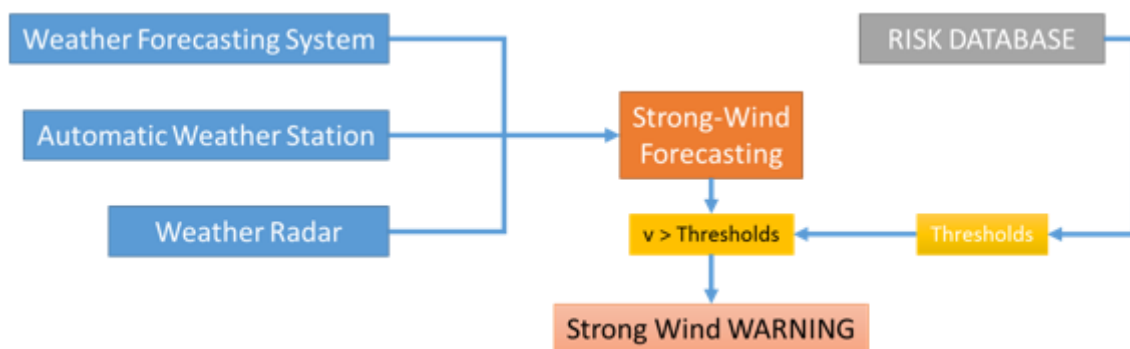 Weather Forecasting System
RISK DATABASE
Automatic Weather Station
Strong-Wind
Forecasting
Weather Radar
v > Thresholds
Thresholds
Strong Wind WARNING